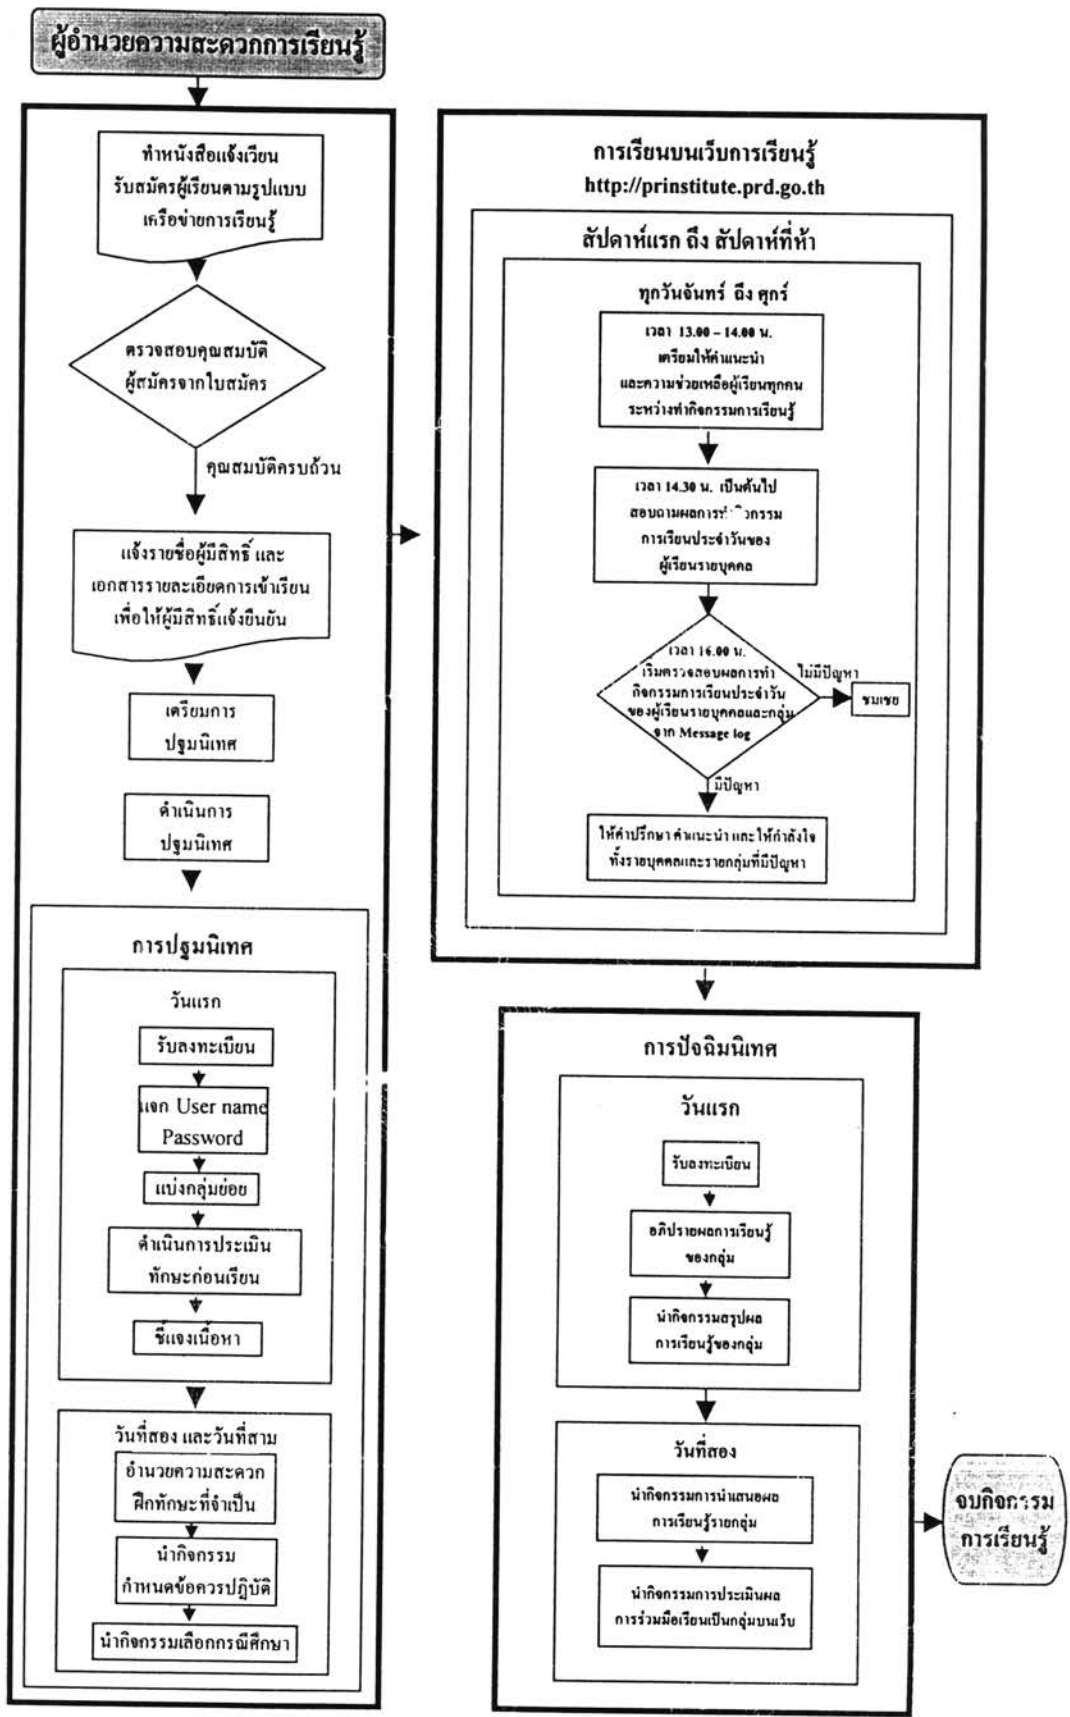 ผู้อำนวยความสะดวกการเรียนรู้
ทำหนังสือแจ้งเวียน
รับสมัครผู้เรียนตามรูปแบบ
เครือข่ายการเรียนรู้
ตรวจสอบคุณสมบัติ
ผู้สมัครจากใบสมัคร
คุณสมบัติครบถ้วน
แจ้งรายชื่อผู้มีสิทธิ์ และ
เอกสารรายละเอียดการเข้าเรียน
เพื่อให้ผู้มีสิทธิ์แจ้งยืนยัน
เตรียมการ
ปฐมนิเทศ
ดำเนินการ
ปฐมนิเทศ
การปฐมนิเทศ
วันแรก
รับลงทะเบียน
แจก User name
Password
แบ่งกลุ่มย่อย
ดำเนินการประเมิน
ทักษะก่อนเรียน
ชี้แจงเนื้อหา
วันที่สอง และวันที่สาม
อำนวยความสะดวก
ฝึกทักษะที่จำเป็น
นำกิจกรรม
กำหนดข้อควรปฏิบัติ
นำกิจกรรมเลือกกรณีศึกษา
การเรียนบนเว็บการเรียนรู้
http://prinstitute.prd.go.th
สัปดาห์แรก ถึง สัปดาห์ที่ห้า
ทุกวันจันทร์ ถึง ศุกร์
เวลา 13.00 – 14.00 น.
เตรียมให้คำแนะนำ
และความช่วยเหลือผู้เรียนทุกคน
ระหว่างทำกิจกรรมการเรียนรู้
เวลา 14.30 น. เป็นต้นไป
สอบถามผลการทำกิจกรรม
การเรียนประจำวันของ
ผู้เรียนรายบุคคล
เวลา 16.00 น.
เริ่มตรวจสอบผลการทำ
กิจกรรมการเรียนประจำวัน
ของผู้เรียนรายบุคคลและกลุ่ม
จาก Message log
ไม่มีปัญหา
ชมเชย
มีปัญหา
ให้คำปรึกษา คำแนะนำ และให้กำลังใจ
ทั้งรายบุคคลและรายกลุ่มที่มีปัญหา
การปัจฉิมนิเทศ
วันแรก
รับลงทะเบียน
อภิปรายผลการเรียนรู้
ของกลุ่ม
นำกิจกรรมสรุปผล
การเรียนรู้ของกลุ่ม
วันที่สอง
นำกิจกรรมการนำเสนอผล
การเรียนรู้รายกลุ่ม
นำกิจกรรมการประเมินผล
การร่วมมือเรียนเป็นกลุ่มบนเว็บ
จบกิจกรรม
การเรียนรู้